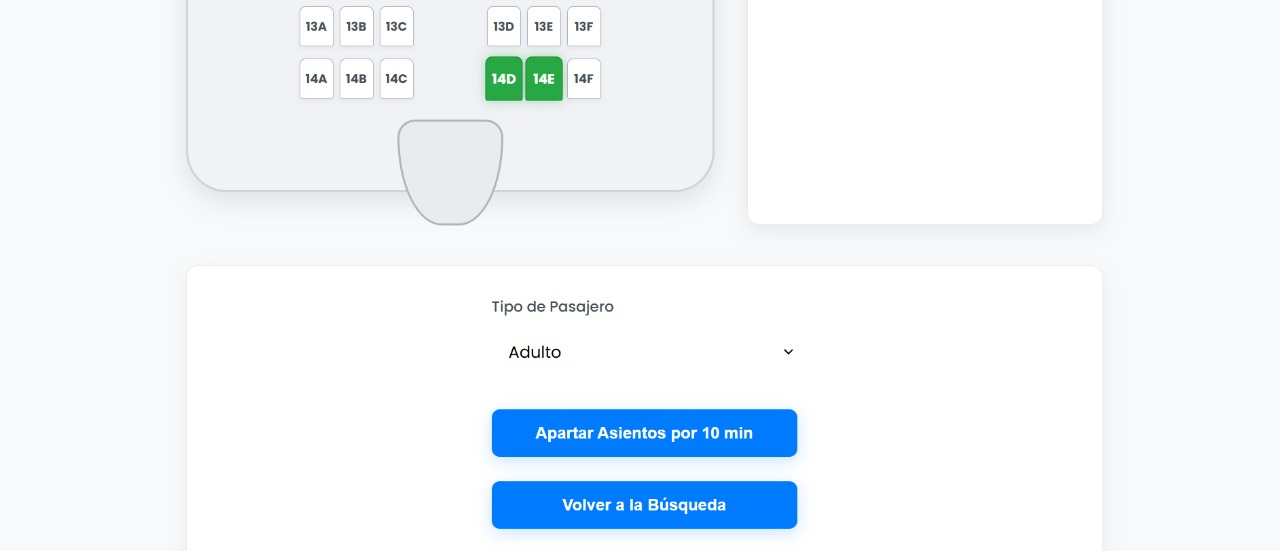 13A 13B 13C 13D 13E 13F
14A 14B 14C 14D 14E 14F
Tipo de Pasajero
Adulto
Apartar Asientos por 10 min
Volver a la Búsqueda